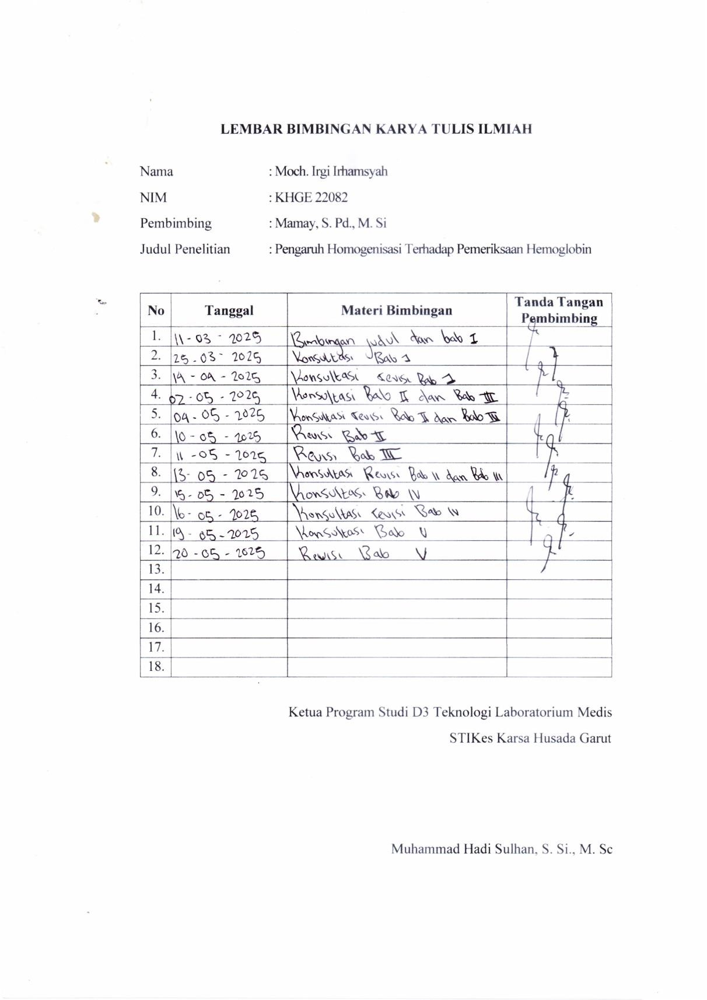 LEMBAR BIMBINGAN KARYA TULIS ILMIAH
Nama : Moch. Irgi Irhamsyah
NIM : KHGE 22082
Pembimbing : Mamay, S. Pd., M. Si
Judul Penelitian : Pengaruh Homogenisasi Terhadap Pemeriksaan Hemoglobin
No Tanggal Materi Bimbingan Tanda Tangan Pembimbing
1. 11-03-2025 Bimbingan judul dan bab I
2. 25-03-2025 Konsultasi Bab 1
3. 14-04-2025 Konsultasi revisi Bab 1
4. 02-05-2025 Konsultasi Bab II dan Bab III
5. 04-05-2025 Konsultasi revisi Bab II dan Bab III
6. 10-05-2025 Revisi Bab II
7. 11-05-2025 Revisi Bab III
8. 13-05-2025 Konsultasi Revisi Bab II dan Bab III
9. 15-05-2025 Konsultasi Bab IV
10. 16-05-2025 Konsultasi revisi Bab IV
11. 19-05-2025 Konsultasi Bab V
12. 20-05-2025 Revisi Bab V
13.
14.
15.
16.
17.
18.
Ketua Program Studi D3 Teknologi Laboratorium Medis
STIKes Karsa Husada Garut
Muhammad Hadi Sulhan, S. Si., M. Sc